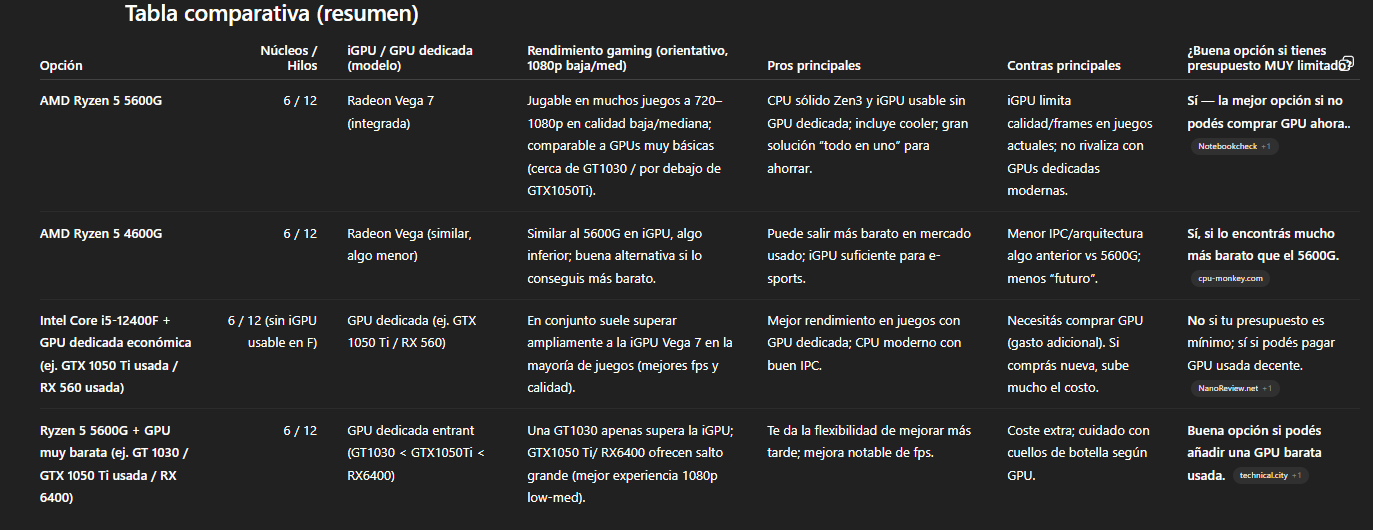 Tabla comparativa (resumen)
Opción
Núcleos /
Hilos
iGPU / GPU dedicada
(modelo)
Rendimiento gaming (orientativo,
1080p baja/med)
Pros principales
Contras principales
¿Buena opción si tienes
presupuesto MUY limitado?
AMD Ryzen 5 5600G
6 / 12
Radeon Vega 7
(integrada)
Jugable en muchos juegos a 720–
1080p en calidad baja/mediana;
comparable a GPUs muy básicas
(cerca de GT1030 / por debajo de
GTX1050Ti).
CPU sólido Zen3 y iGPU usable sin
GPU dedicada; incluye cooler; gran
solución “todo en uno” para
ahorrar.
iGPU limita
calidad/frames en juegos
actuales; no rivaliza con
GPUs dedicadas
modernas.
Sí — la mejor opción si no
podés comprar GPU ahora..
Notebookcheck +1
AMD Ryzen 5 4600G
6 / 12
Radeon Vega (similar,
algo menor)
Similar al 5600G en iGPU, algo
inferior; buena alternativa si lo
conseguis más barato.
Puede salir más barato en mercado
usado; iGPU suficiente para e-
sports.
Menor IPC/arquitectura
algo anterior vs 5600G;
menos “futuro”.
Sí, si lo encontrás mucho
más barato que el 5600G.
cpu-monkey.com
Intel Core i5-12400F +
GPU dedicada económica
(ej. GTX 1050 Ti usada /
RX 560 usada)
6 / 12 (sin iGPU
usable en F)
GPU dedicada (ej. GTX
1050 Ti / RX 560)
En conjunto suele superar
ampliamente a la iGPU Vega 7 en la
mayoría de juegos (mejores fps y
calidad).
Mejor rendimiento en juegos con
GPU dedicada; CPU moderno con
buen IPC.
Necesitás comprar GPU
(gasto adicional). Si
comprás nueva, sube
mucho el costo.
No si tu presupuesto es
mínimo; sí si podés pagar
GPU usada decente.
NanoReview.net +1
Ryzen 5 5600G + GPU
muy barata (ej. GT 1030 /
GTX 1050 Ti usada / RX
6400)
6 / 12
GPU dedicada entrant
(GT1030 < GTX1050Ti <
RX6400)
Una GT1030 apenas supera la iGPU;
GTX1050 Ti/ RX6400 ofrecen salto
grande (mejor experiencia 1080p
low-med).
Te da la flexibilidad de mejorar más
tarde; mejora notable de fps.
Coste extra; cuidado con
cuellos de botella según
GPU.
Buena opción si podés
añadir una GPU barata
usada.
technical.city +1